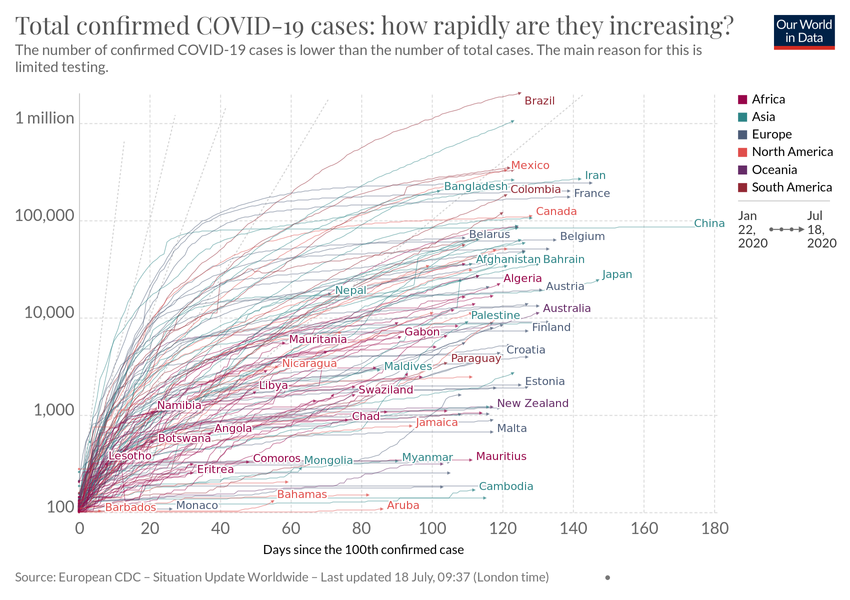 Total confirmed COVID-19 cases: how rapidly are they increasing?
Our World
in Data
The number of confirmed COVID-19 cases is lower than the number of total cases. The main reason for this is
limited testing.
1 million
100,000
10,000
1,000
100
Brazil
Mexico
Iran
Bangladesh
Colombia
France
Canada
China
Belarus
Belgium
Afghanistan
Bahrain
Algeria
Japan
Nepal
Austria
Palestine
Australia
Gabon
Finland
Mauritania
Croatia
Nicaragua
Maldives
Paraguay
Libya
Swaziland
Estonia
Namibia
New Zealand
Chad
Jamaica
Angola
Malta
Botswana
Lesotho
Comoros
Mongolia
Myanmar
Mauritius
Eritrea
Cambodia
Bahamas
Barbados
Monaco
Aruba
0 20 40 60 80 100 120 140 160 180
Days since the 100th confirmed case
Africa
Asia
Europe
North America
Oceania
South America
Jan
22,
2020
Jul
18,
2020
Source: European CDC – Situation Update Worldwide – Last updated 18 July, 09:37 (London time)